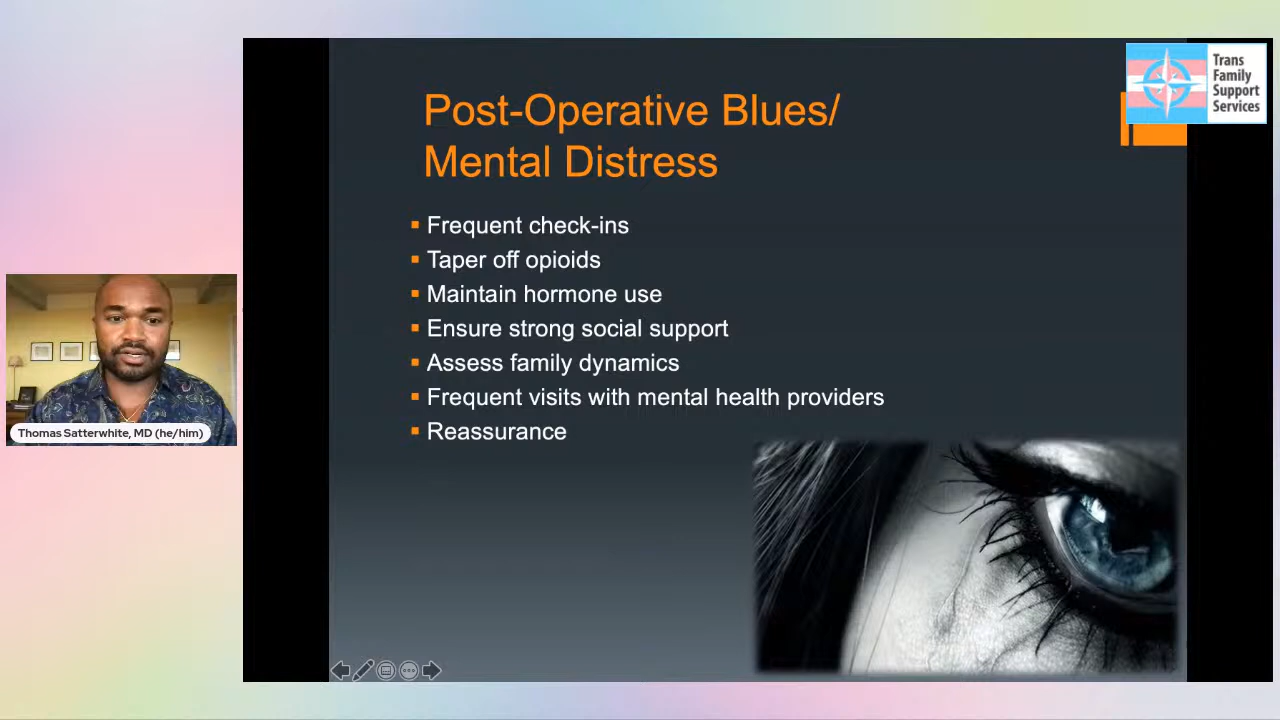 Trans
Family
Support
Services
Post-Operative Blues/
Mental Distress
Frequent check-ins
Taper off opioids
Maintain hormone use
Ensure strong social support
Assess family dynamics
Frequent visits with mental health providers
Reassurance
Thomas Satterwhite, MD (he/him)